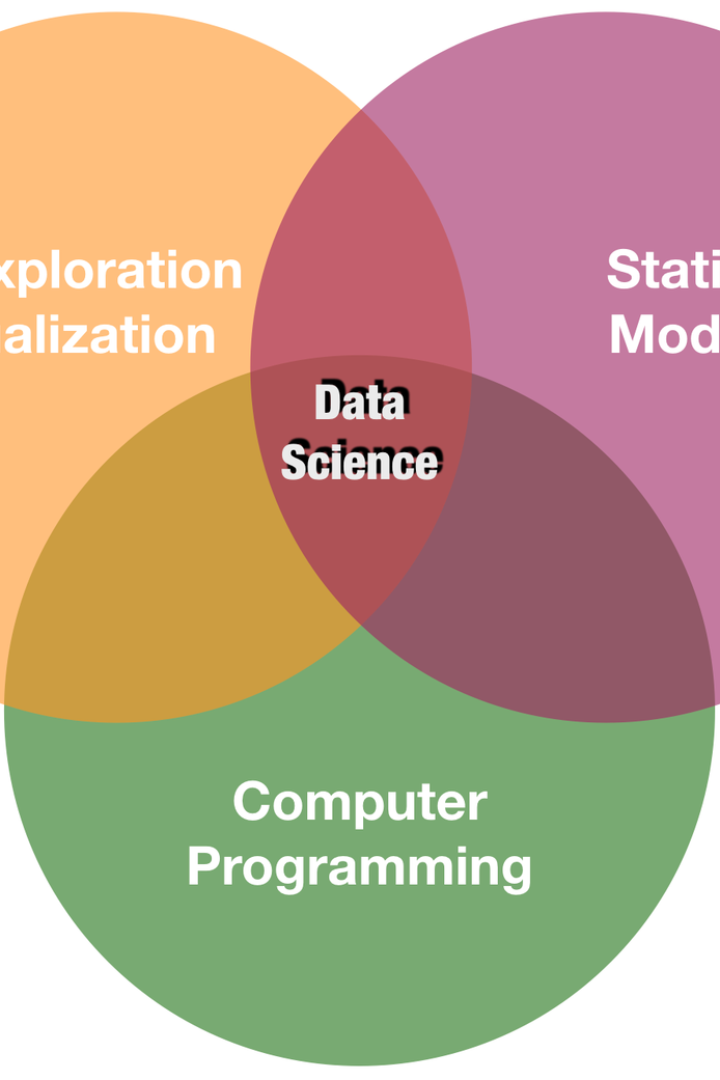 xploration
alization
Stati
Mod
Data
Science
Computer
Programming